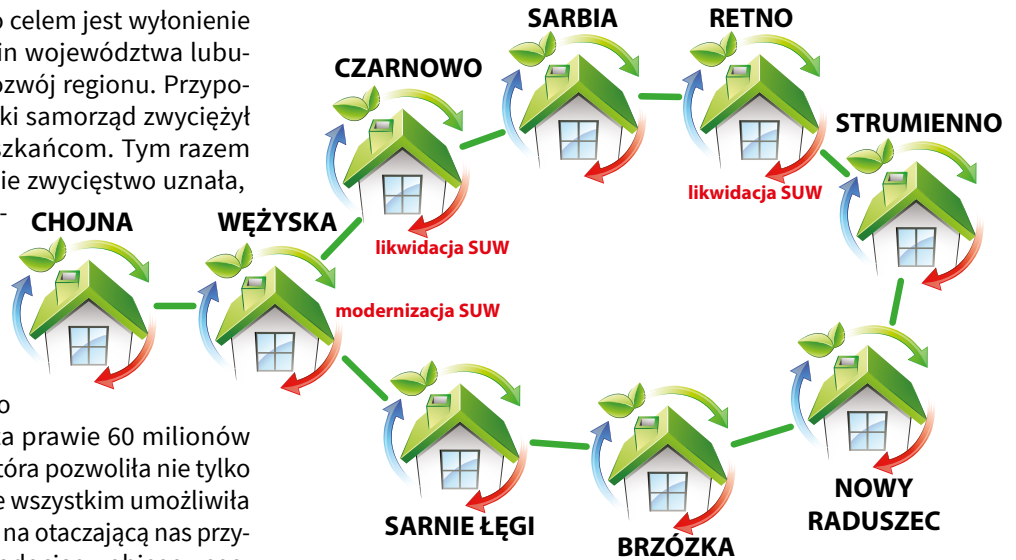 o celem jest wyłonienie
in województwa lubu-
ozwój regionu. Przypo-
ki samorząd zwyciężył
szkańcom. Tym razem
ie zwycięstwo uznała,
-
o
za prawie 60 milionów
tóra pozwoliła nie tylko
e wszystkim umożliwiła
na otaczającą nas przy-
CHOJNA
WĘŻYSKA
modernizacja SUW
CZARNOWO
likwidacja SUW
SARBIA
RETNO
likwidacja SUW
STRUMIENNO
NOWY
RADUSZEC
BRZÓZKA
SARNIE ŁĘGI